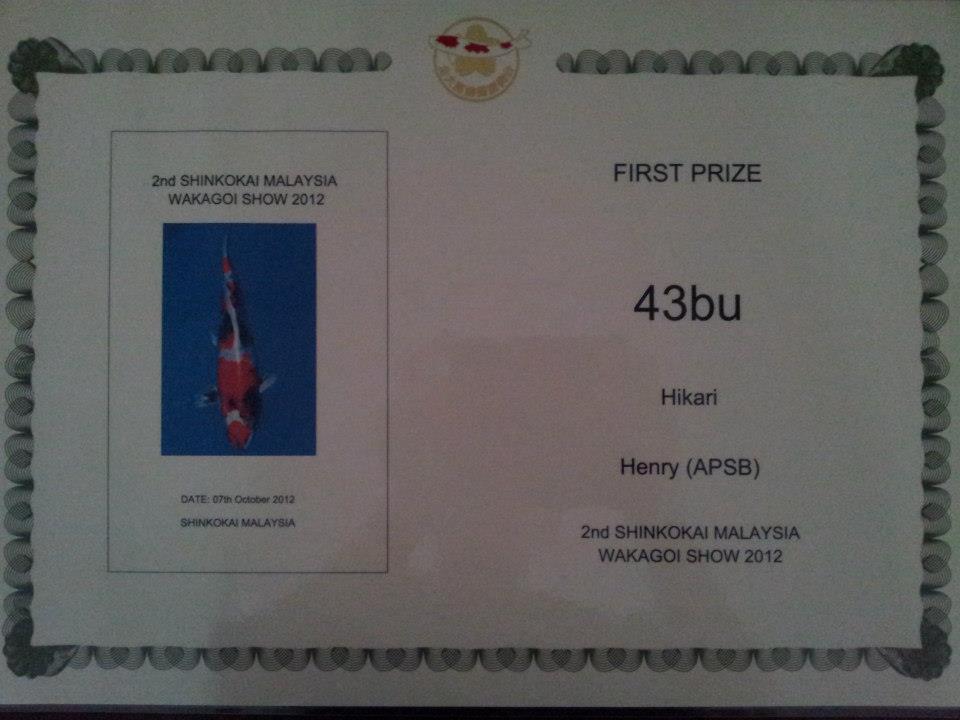 2nd SHINKOKAI MALAYSIA
WAKAGOI SHOW 2012
DATE: 07th October 2012
SHINKOKAI MALAYSIA
FIRST PRIZE
43bu
Hikari
Henry (APSB)
2nd SHINKOKAI MALAYSIA
WAKAGOI SHOW 2012